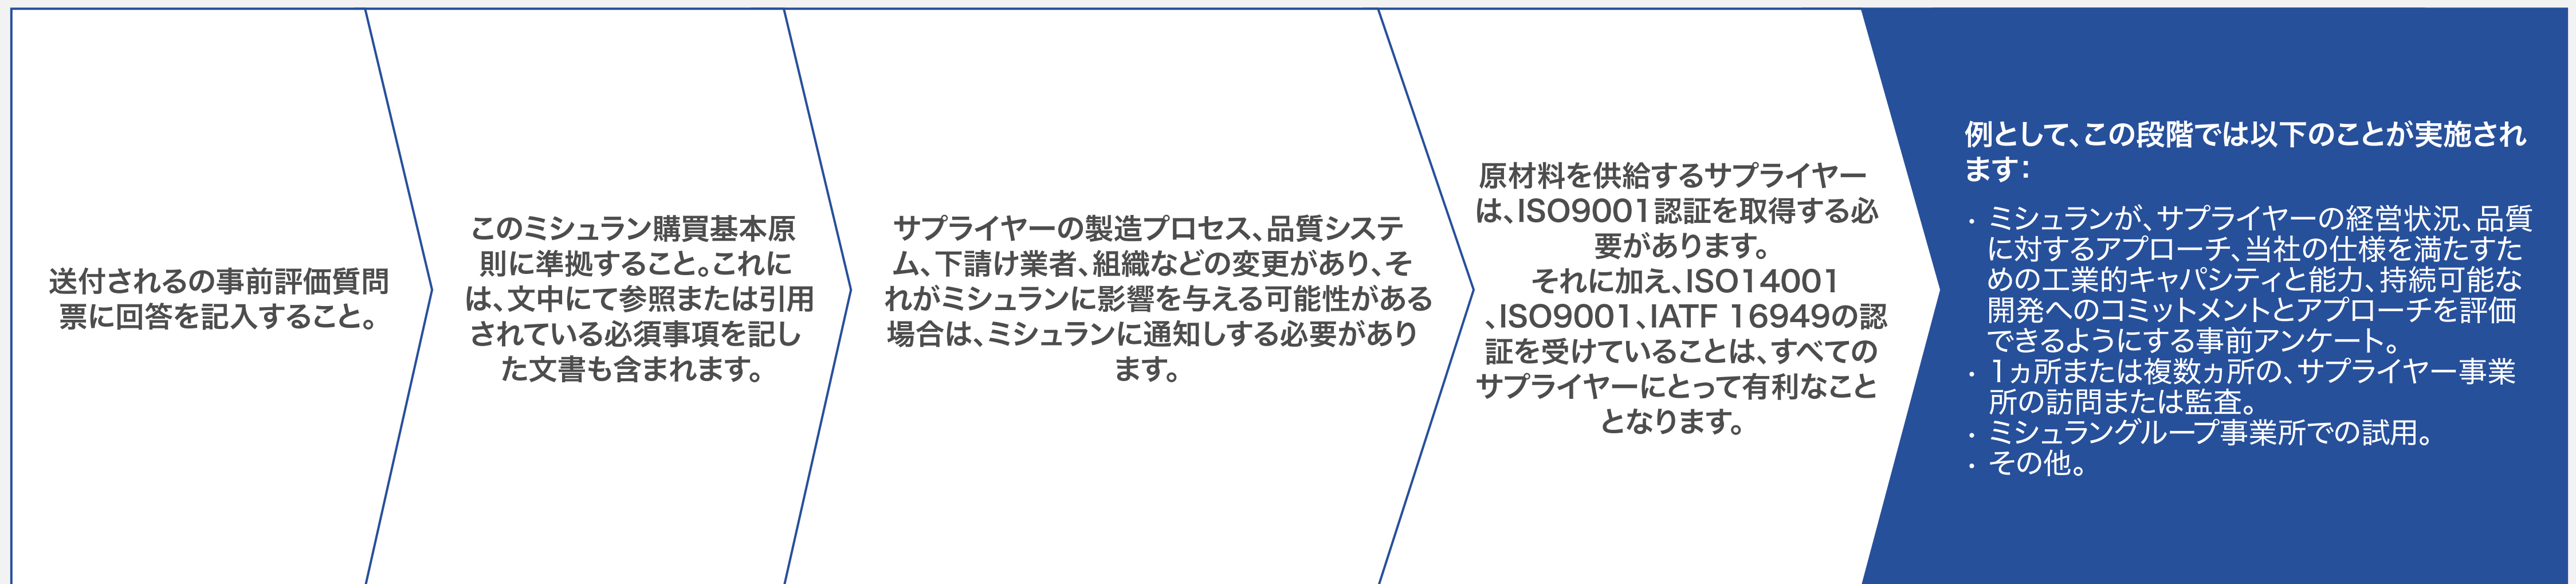 送付されるの事前評価質問
票に回答を記入すること。
このミシュラン購買基本原
則に準拠すること。これに
は、文中にて参照または引用
されている必須事項を記し
た文書も含まれます。
サプライヤーの製造プロセス、品質システ
ム、下請け業者、組織などの変更があり、そ
れがミシュランに影響を与える可能性がある
場合は、ミシュランに通知しする必要があり
ます。
原材料を供給するサプライヤー
は、ISO9001認証を取得する必
要があります。
それに加え、ISO14001
、ISO9001、IATF 16949の認
証を受けていることは、すべての
サプライヤーにとって有利なこと
となります。
例として、この段階では以下のことが実施され
ます：
· ミシュランが、サプライヤーの経営状況、品質
に対するアプローチ、当社の仕様を満たすた
めの工業的キャパシティと能力、持続可能な
開発へのコミットメントとアプローチを評価
できるようにする事前アンケート。
· 1ヵ所または複数ヵ所の、サプライヤー事業
所の訪問または監査。
· ミシュラングループ事業所での試用。
· その他。